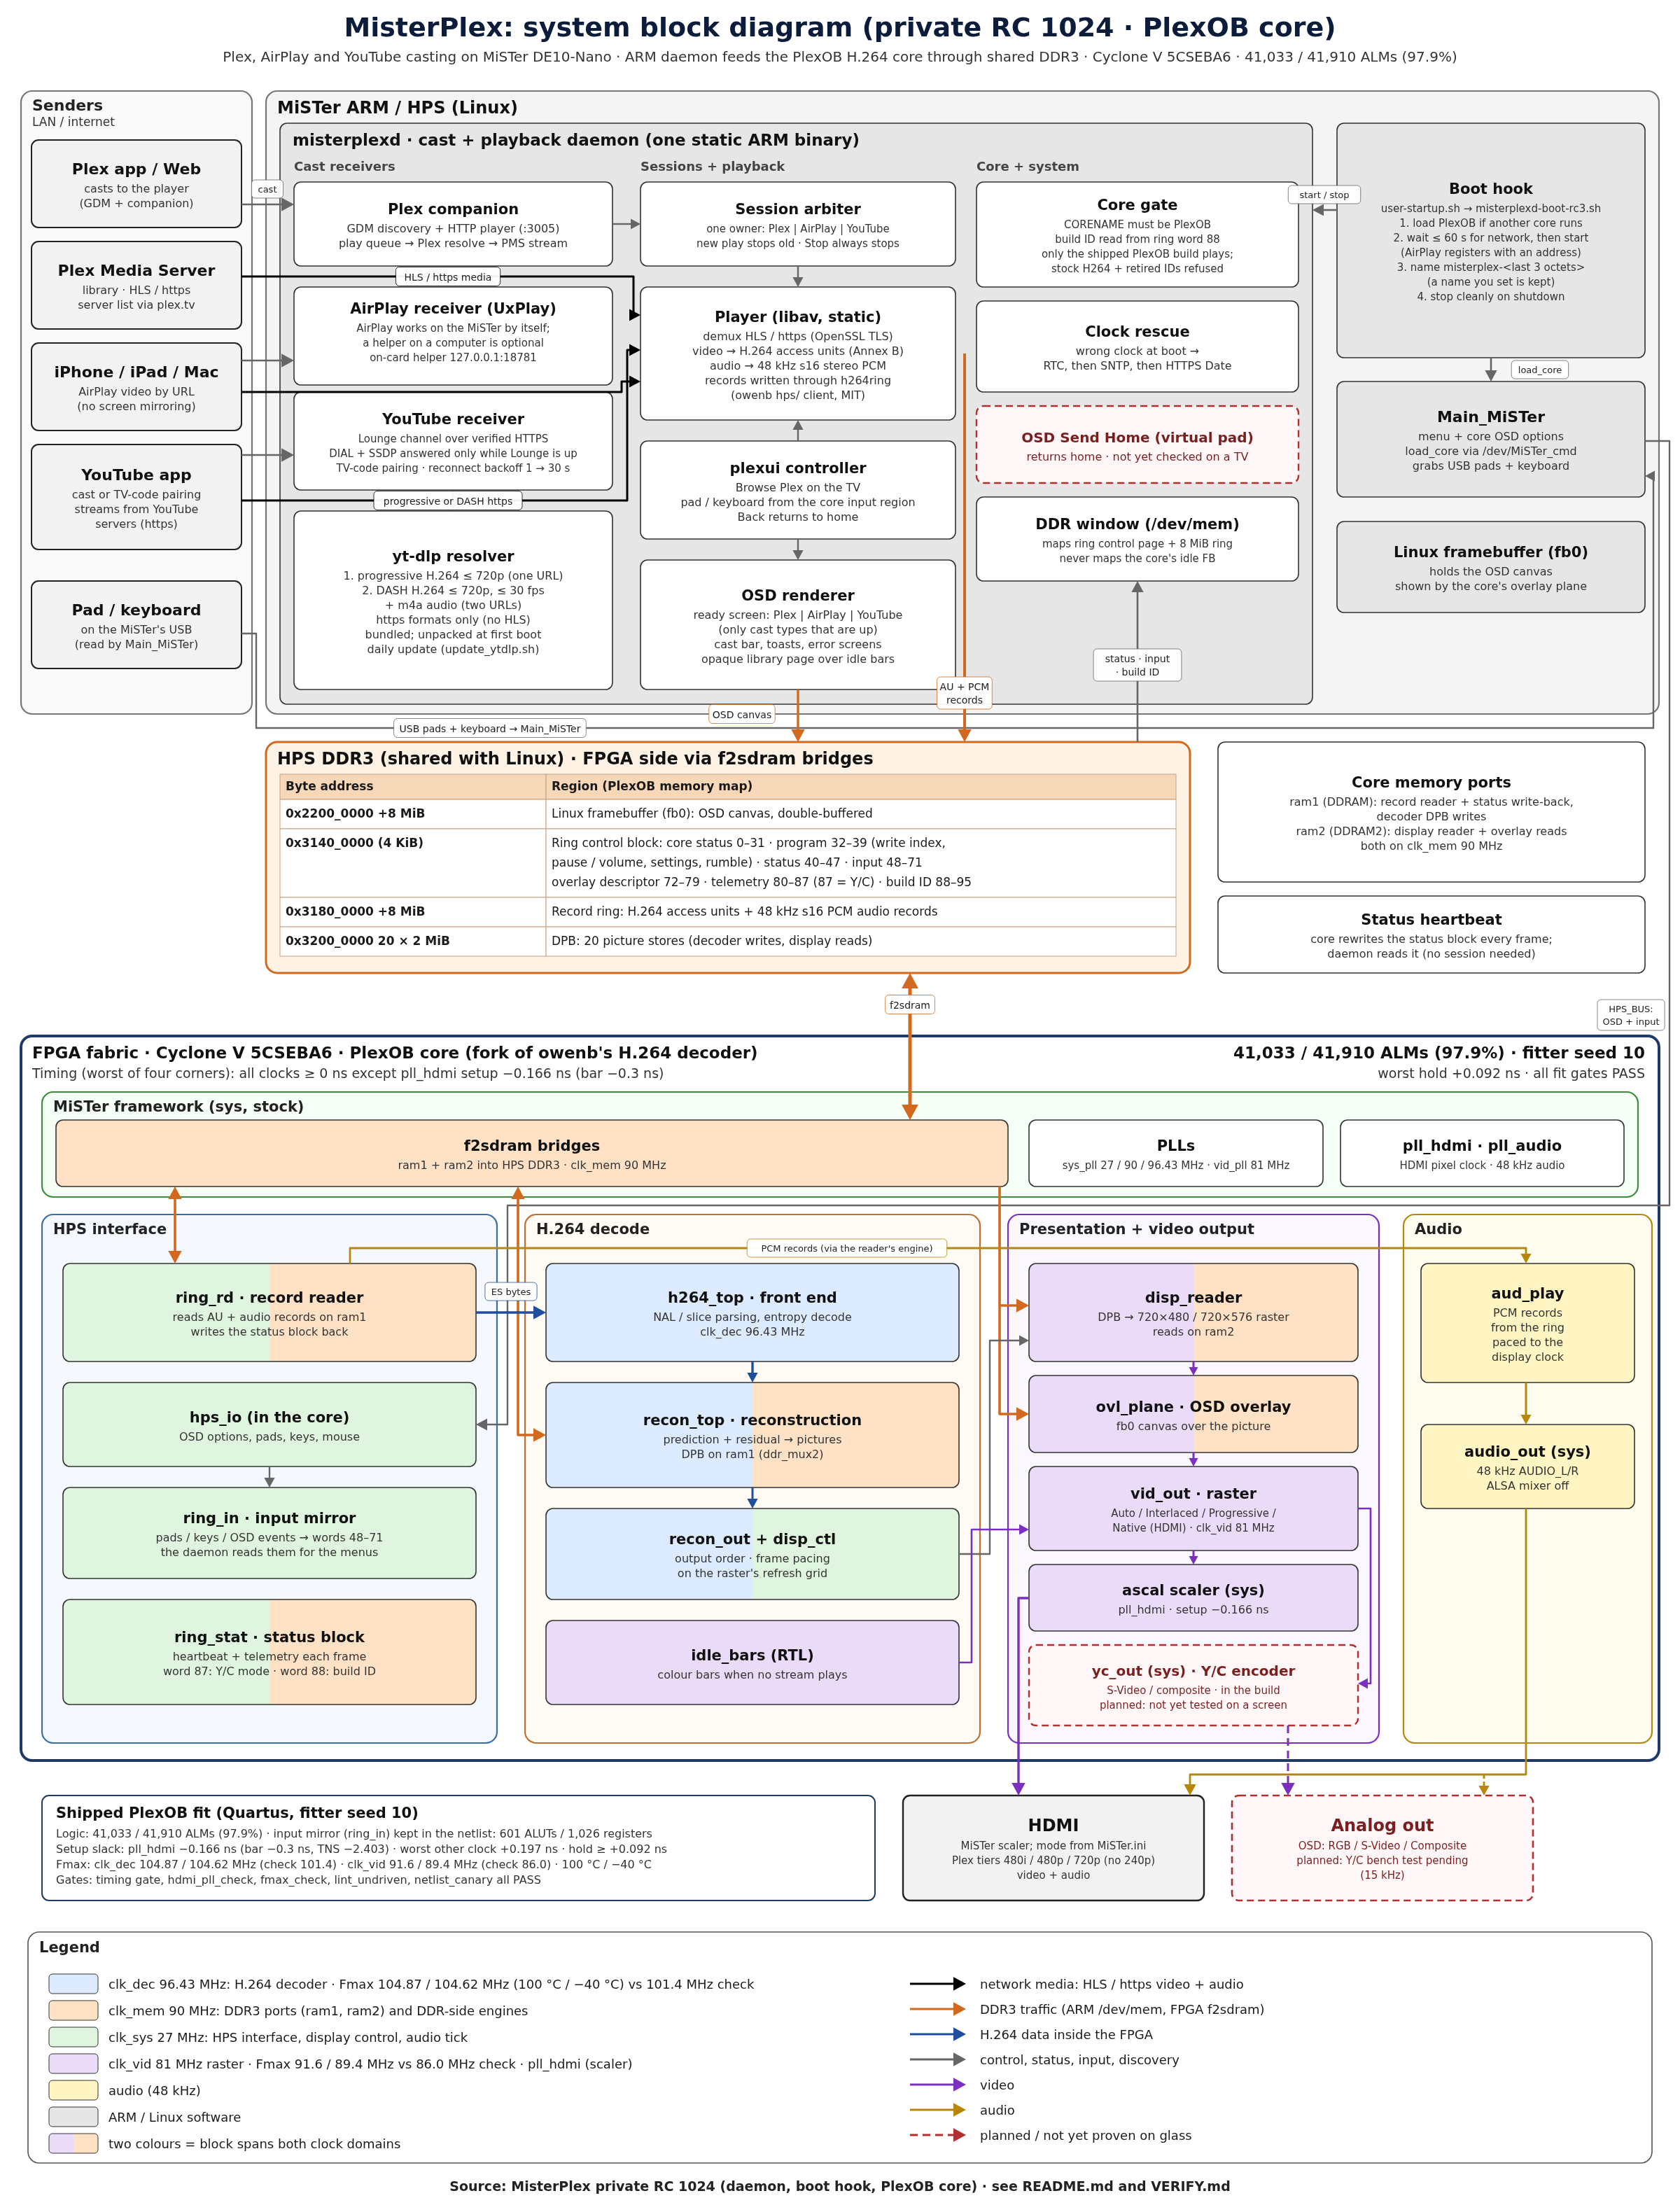 MisterPlex: system block diagram (private RC 1024 · PlexOB core)
Plex, AirPlay and YouTube casting on MiSTer DE10-Nano · ARM daemon feeds the PlexOB H.264 core through shared DDR3 · Cyclone V 5CSEBA6 · 41,033 / 41,910 ALMs (97.9%)
Senders
LAN / internet
Plex app / Web
casts to the player
(GDM + companion)
Plex Media Server
library · HLS / https
server list via plex.tv
iPhone / iPad / Mac
AirPlay video by URL
(no screen mirroring)
YouTube app
cast or TV-code pairing
streams from YouTube
servers (https)
Pad / keyboard
on the MiSTer's USB
(read by Main_MiSTer)
cast
MiSTer ARM / HPS (Linux)
misterplexd · cast + playback daemon (one static ARM binary)
Cast receivers
Plex companion
GDM discovery + HTTP player (:3005)
play queue → Plex resolve → PMS stream
HLS / https media
AirPlay receiver (UxPlay)
AirPlay works on the MiSTer by itself;
a helper on a computer is optional
on-card helper 127.0.0.1:18781
YouTube receiver
Lounge channel over verified HTTPS
DIAL + SSDP answered only while Lounge is up
TV-code pairing · reconnect backoff 1 → 30 s
progressive or DASH https
yt-dlp resolver
1. progressive H.264 ≤ 720p (one URL)
2. DASH H.264 ≤ 720p, ≤ 30 fps
+ m4a audio (two URLs)
https formats only (no HLS)
bundled; unpacked at first boot
daily update (update_ytdlp.sh)
Sessions + playback
Session arbiter
one owner: Plex | AirPlay | YouTube
new play stops old · Stop always stops
Player (libav, static)
demux HLS / https (OpenSSL TLS)
video → H.264 access units (Annex B)
audio → 48 kHz s16 stereo PCM
records written through h264ring
(owenb hps/ client, MIT)
plexui controller
Browse Plex on the TV
pad / keyboard from the core input region
Back returns to home
OSD renderer
ready screen: Plex | AirPlay | YouTube
(only cast types that are up)
cast bar, toasts, error screens
opaque library page over idle bars
Core + system
Core gate
CORENAME must be PlexOB
build ID read from ring word 88
only the shipped PlexOB build plays;
stock H264 + retired IDs refused
Clock rescue
wrong clock at boot →
RTC, then SNTP, then HTTPS Date
OSD Send Home (virtual pad)
returns home · not yet checked on a TV
DDR window (/dev/mem)
maps ring control page + 8 MiB ring
never maps the core's idle FB
status · input
· build ID
AU + PCM
records
OSD canvas
USB pads + keyboard → Main_MiSTer
start / stop
Boot hook
user-startup.sh → misterplexd-boot-rc3.sh
1. load PlexOB if another core runs
2. wait ≤ 60 s for network, then start
(AirPlay registers with an address)
3. name misterplex-<last 3 octets>
(a name you set is kept)
4. stop cleanly on shutdown
load_core
Main_MiSTer
menu + core OSD options
load_core via /dev/MiSTer_cmd
grabs USB pads + keyboard
Linux framebuffer (fb0)
holds the OSD canvas
shown by the core's overlay plane
HPS DDR3 (shared with Linux) · FPGA side via f2sdram bridges
Byte address
Region (PlexOB memory map)
0x2200_0000 +8 MiB
Linux framebuffer (fb0): OSD canvas, double-buffered
0x3140_0000 (4 KiB)
Ring control block: core status 0–31 · program 32–39 (write index,
pause / volume, settings, rumble) · status 40–47 · input 48–71
overlay descriptor 72–79 · telemetry 80–87 (87 = Y/C) · build ID 88–95
0x3180_0000 +8 MiB
Record ring: H.264 access units + 48 kHz s16 PCM audio records
0x3200_0000 20 × 2 MiB
DPB: 20 picture stores (decoder writes, display reads)
Core memory ports
ram1 (DDRAM): record reader + status write-back,
decoder DPB writes
ram2 (DDRAM2): display reader + overlay reads
both on clk_mem 90 MHz
Status heartbeat
core rewrites the status block every frame;
daemon reads it (no session needed)
f2sdram
HPS_BUS:
OSD + input
FPGA fabric · Cyclone V 5CSEBA6 · PlexOB core (fork of owenb's H.264 decoder)
Timing (worst of four corners): all clocks ≥ 0 ns except pll_hdmi setup −0.166 ns (bar −0.3 ns)
41,033 / 41,910 ALMs (97.9%) · fitter seed 10
worst hold +0.092 ns · all fit gates PASS
MiSTer framework (sys, stock)
f2sdram bridges
ram1 + ram2 into HPS DDR3 · clk_mem 90 MHz
PLLs
sys_pll 27 / 90 / 96.43 MHz · vid_pll 81 MHz
pll_hdmi · pll_audio
HDMI pixel clock · 48 kHz audio
HPS interface
ring_rd · record reader
reads AU + audio records on ram1
writes the status block back
hps_io (in the core)
OSD options, pads, keys, mouse
ring_in · input mirror
pads / keys / OSD events → words 48–71
the daemon reads them for the menus
ring_stat · status block
heartbeat + telemetry each frame
word 87: Y/C mode · word 88: build ID
ES bytes
PCM records (via the reader's engine)
H.264 decode
h264_top · front end
NAL / slice parsing, entropy decode
clk_dec 96.43 MHz
recon_top · reconstruction
prediction + residual → pictures
DPB on ram1 (ddr_mux2)
recon_out + disp_ctl
output order · frame pacing
on the raster's refresh grid
idle_bars (RTL)
colour bars when no stream plays
Presentation + video output
disp_reader
DPB → 720×480 / 720×576 raster
reads on ram2
ovl_plane · OSD overlay
fb0 canvas over the picture
vid_out · raster
Auto / Interlaced / Progressive /
Native (HDMI) · clk_vid 81 MHz
ascal scaler (sys)
pll_hdmi · setup −0.166 ns
yc_out (sys) · Y/C encoder
S-Video / composite · in the build
planned: not yet tested on a screen
Audio
aud_play
PCM records
from the ring
paced to the
display clock
audio_out (sys)
48 kHz AUDIO_L/R
ALSA mixer off
Shipped PlexOB fit (Quartus, fitter seed 10)
Logic: 41,033 / 41,910 ALMs (97.9%) · input mirror (ring_in) kept in the netlist: 601 ALUTs / 1,026 registers
Setup slack: pll_hdmi −0.166 ns (bar −0.3 ns, TNS −2.403) · worst other clock +0.197 ns · hold ≥ +0.092 ns
Fmax: clk_dec 104.87 / 104.62 MHz (check 101.4) · clk_vid 91.6 / 89.4 MHz (check 86.0) · 100 °C / −40 °C
Gates: timing gate, hdmi_pll_check, fmax_check, lint_undriven, netlist_canary all PASS
HDMI
MiSTer scaler; mode from MiSTer.ini
Plex tiers 480i / 480p / 720p (no 240p)
video + audio
Analog out
OSD: RGB / S-Video / Composite
planned: Y/C bench test pending
(15 kHz)
Legend
clk_dec 96.43 MHz: H.264 decoder · Fmax 104.87 / 104.62 MHz (100 °C / −40 °C) vs 101.4 MHz check
clk_mem 90 MHz: DDR3 ports (ram1, ram2) and DDR-side engines
clk_sys 27 MHz: HPS interface, display control, audio tick
clk_vid 81 MHz raster · Fmax 91.6 / 89.4 MHz vs 86.0 MHz check · pll_hdmi (scaler)
audio (48 kHz)
ARM / Linux software
two colours = block spans both clock domains
network media: HLS / https video + audio
DDR3 traffic (ARM /dev/mem, FPGA f2sdram)
H.264 data inside the FPGA
control, status, input, discovery
video
audio
planned / not yet proven on glass
Source: MisterPlex private RC 1024 (daemon, boot hook, PlexOB core) · see README.md and VERIFY.md